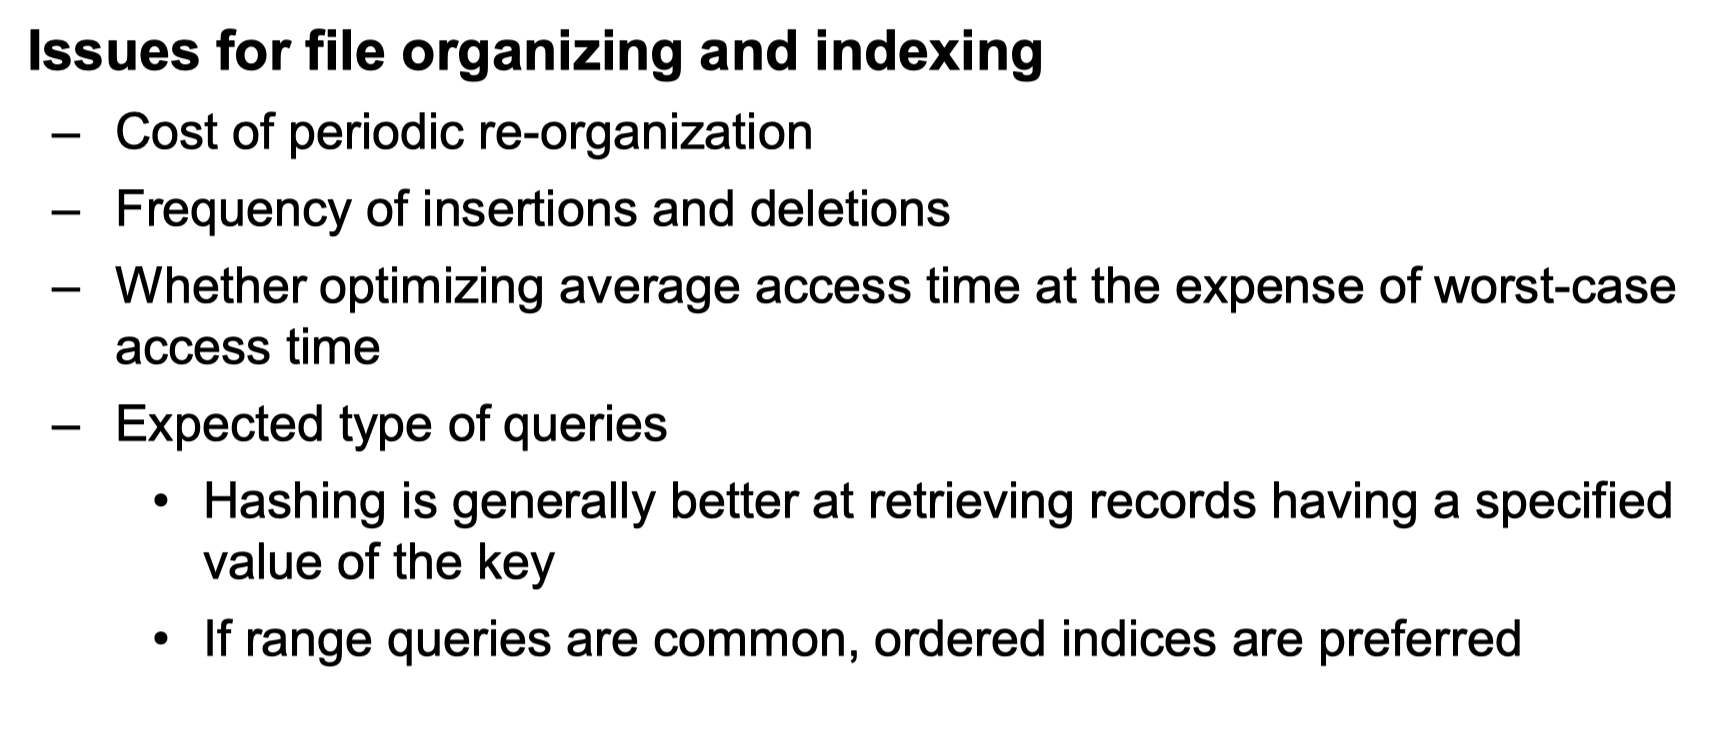 Issues for file organizing and indexing
– Cost of periodic re-organization
– Frequency of insertions and deletions
– Whether optimizing average access time at the expense of worst-case
access time
– Expected type of queries
• Hashing is generally better at retrieving records having a specified
value of the key
• If range queries are common, ordered indices are preferred